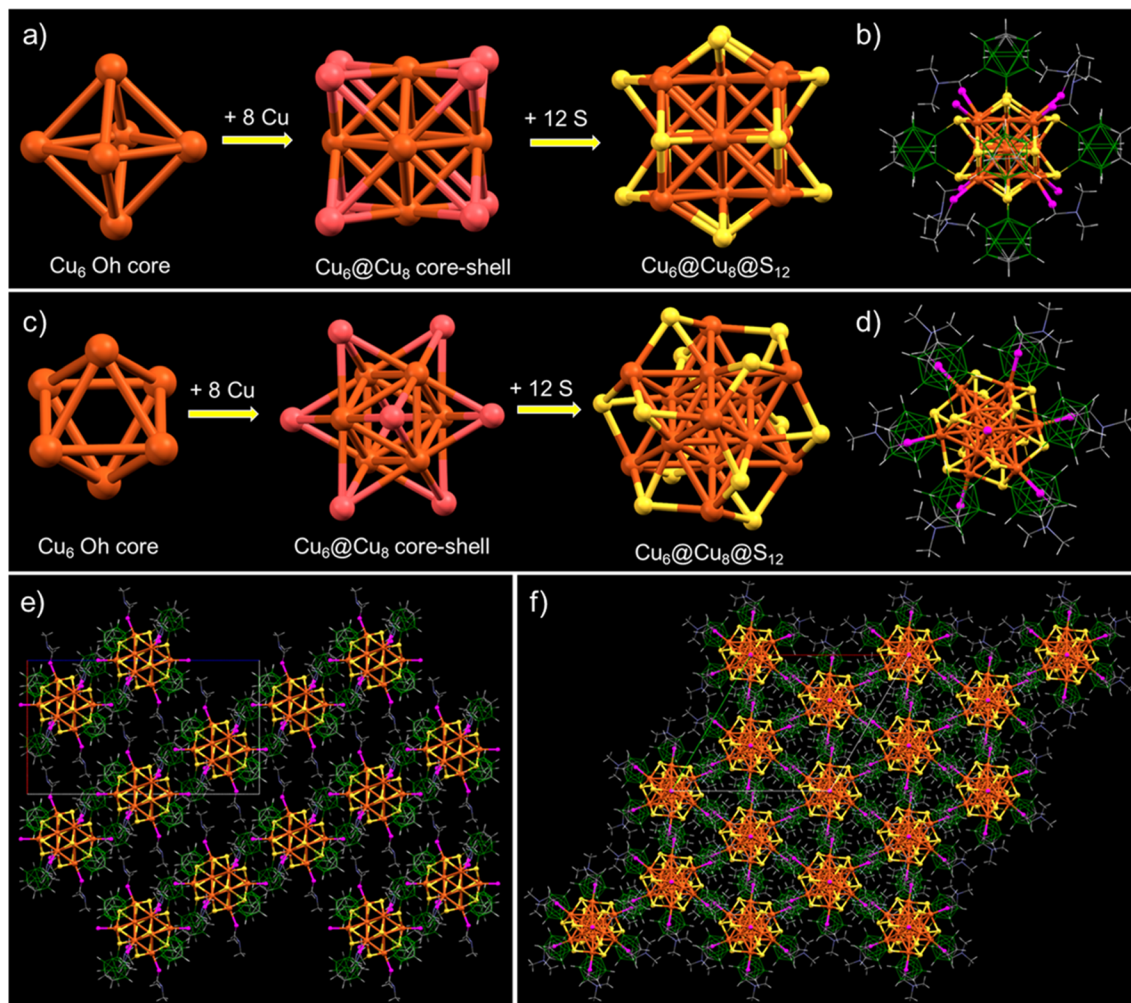 a)
b)
+ 8 Cu
+ 12 S
Cu₆ Oh core
Cu₆@Cu₈ core-shell
Cu₆@Cu₈@S₁₂
c)
d)
+ 8 Cu
+ 12 S
Cu₆ Oh core
Cu₆@Cu₈ core-shell
Cu₆@Cu₈@S₁₂
e)
f)